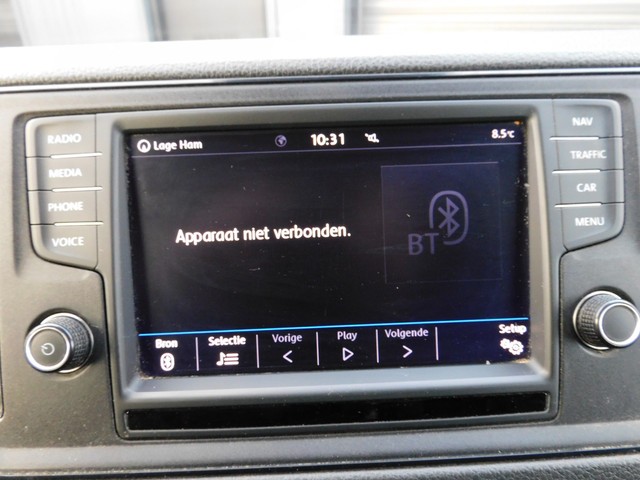 RADIO
MEDIA
PHONE
VOICE
Lage Ham
10:31
8.5°C
Apparaat niet verbonden.
BT
Bron
Selectie
Vorige
Play
Volgende
Setup
NAV
TRAFFIC
CAR
MENU